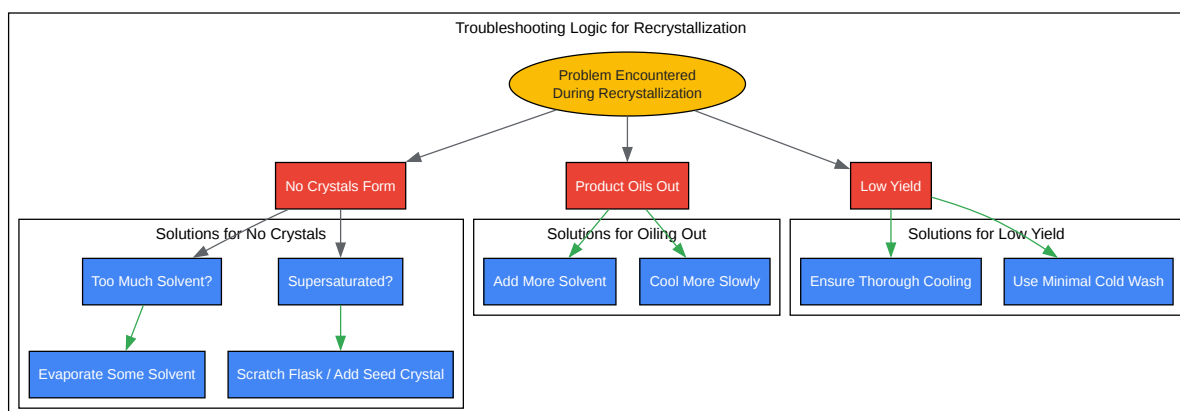 Troubleshooting Logic for Recrystallization
Problem Encountered
During Recrystallization
No Crystals Form
Product Oils Out
Low Yield
Solutions for No Crystals
Solutions for Oiling Out
Solutions for Low Yield
Too Much Solvent?
Supersaturated?
Add More Solvent
Cool More Slowly
Ensure Thorough Cooling
Use Minimal Cold Wash
Evaporate Some Solvent
Scratch Flask / Add Seed Crystal